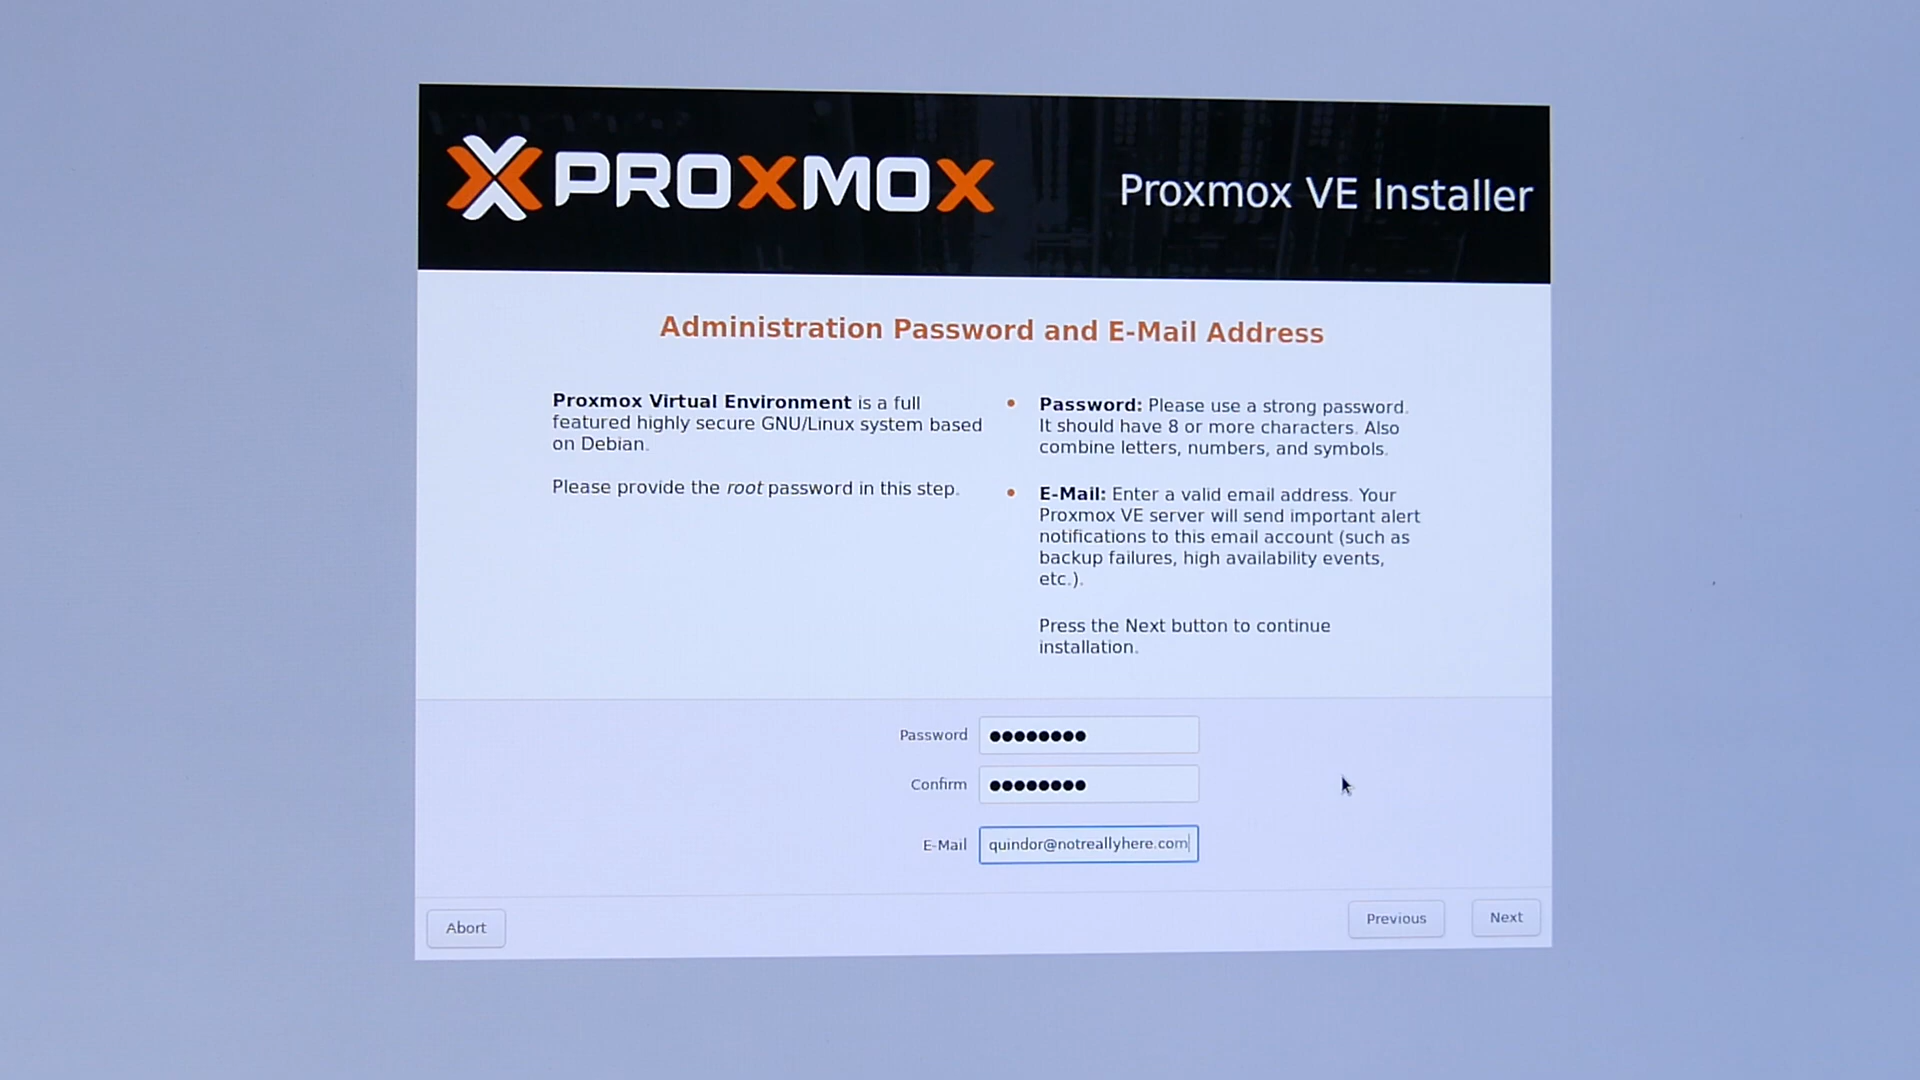 PROXMOX
Proxmox VE Installer
Administration Password and E-Mail Address
Proxmox Virtual Environment is a full
featured highly secure GNU/Linux system based
on Debian.
Please provide the root password in this step.
• Password: Please use a strong password.
It should have 8 or more characters. Also
combine letters, numbers, and symbols.
• E-Mail: Enter a valid email address. Your
Proxmox VE server will send important alert
notifications to this email account (such as
backup failures, high availability events,
etc.).
Press the Next button to continue
installation.
Password ●●●●●●●●
Confirm ●●●●●●●●
E-Mail quindor@notreallyhere.com
Abort
Previous
Next